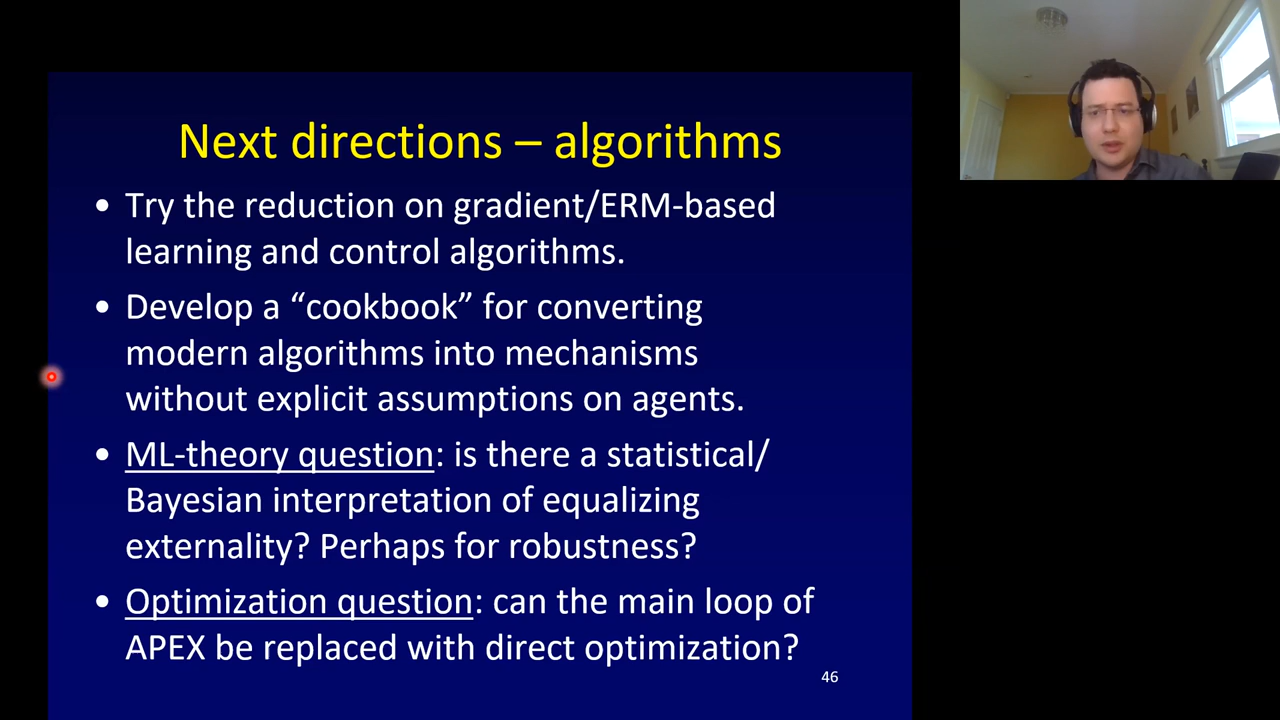 Next directions – algorithms
• Try the reduction on gradient/ERM-based
learning and control algorithms.
• Develop a “cookbook” for converting
modern algorithms into mechanisms
without explicit assumptions on agents.
• ML-theory question: is there a statistical/
Bayesian interpretation of equalizing
externality? Perhaps for robustness?
• Optimization question: can the main loop of
APEX be replaced with direct optimization?
46